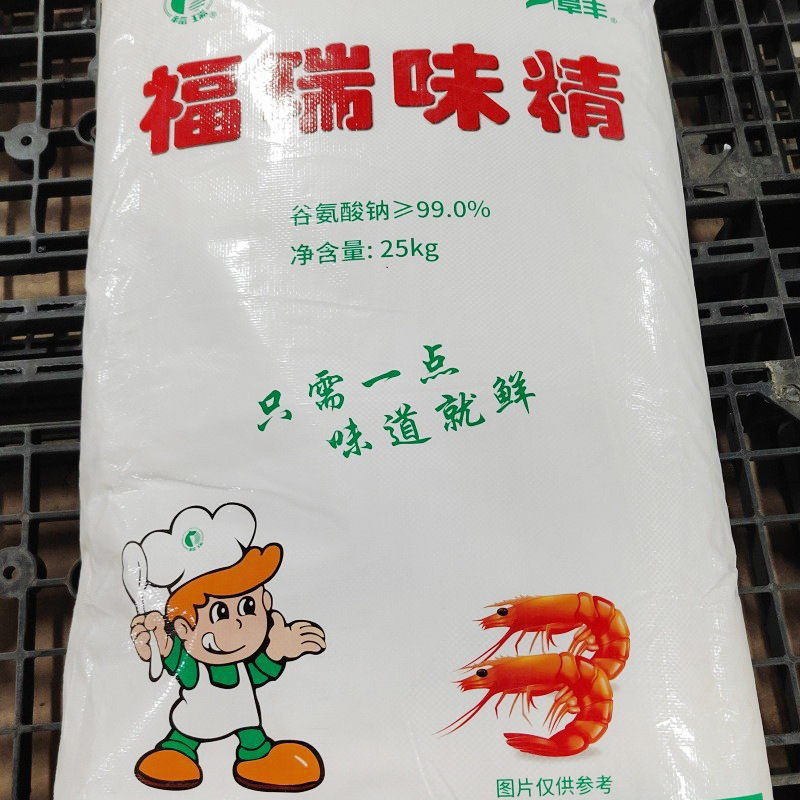 福瑞味精
谷氨酸钠≥99.0%
净含量: 25kg
只需一点
味道就鲜
图片仅供参考